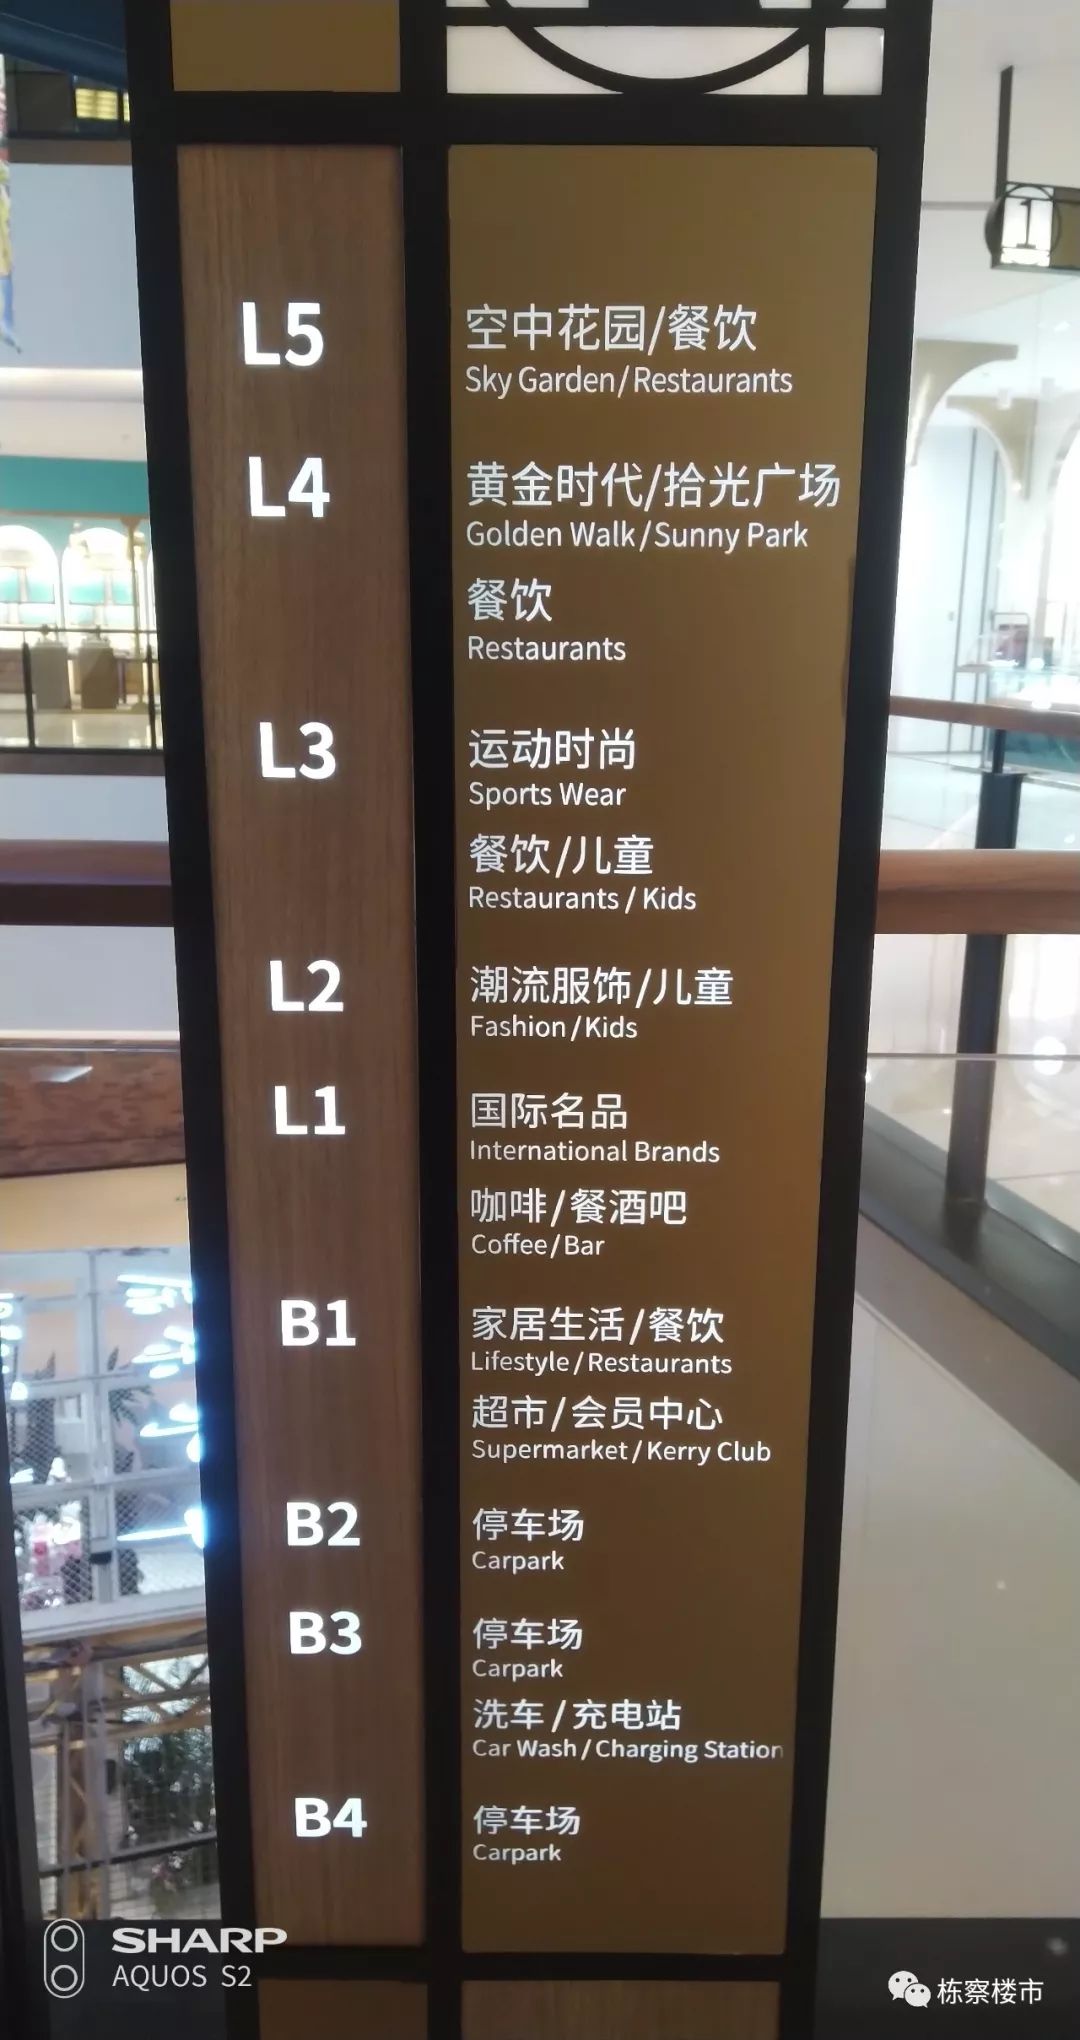 1
L5
空中花园/餐饮
Sky Garden/Restaurants
L4
黄金时代/拾光广场
Golden Walk/Sunny Park
餐饮
Restaurants
L3
运动时尚
Sports Wear
餐饮/儿童
Restaurants/Kids
L2
潮流服饰/儿童
Fashion/Kids
L1
国际名品
International Brands
咖啡/餐酒吧
Coffee/Bar
B1
家居生活/餐饮
Lifestyle/Restaurants
超市/会员中心
Supermarket/Kerry Club
B2
停车场
Carpark
B3
停车场
Carpark
洗车/充电站
Car Wash/Charging Station
B4
停车场
Carpark
SHARP
AQUOS S2
栋察楼市